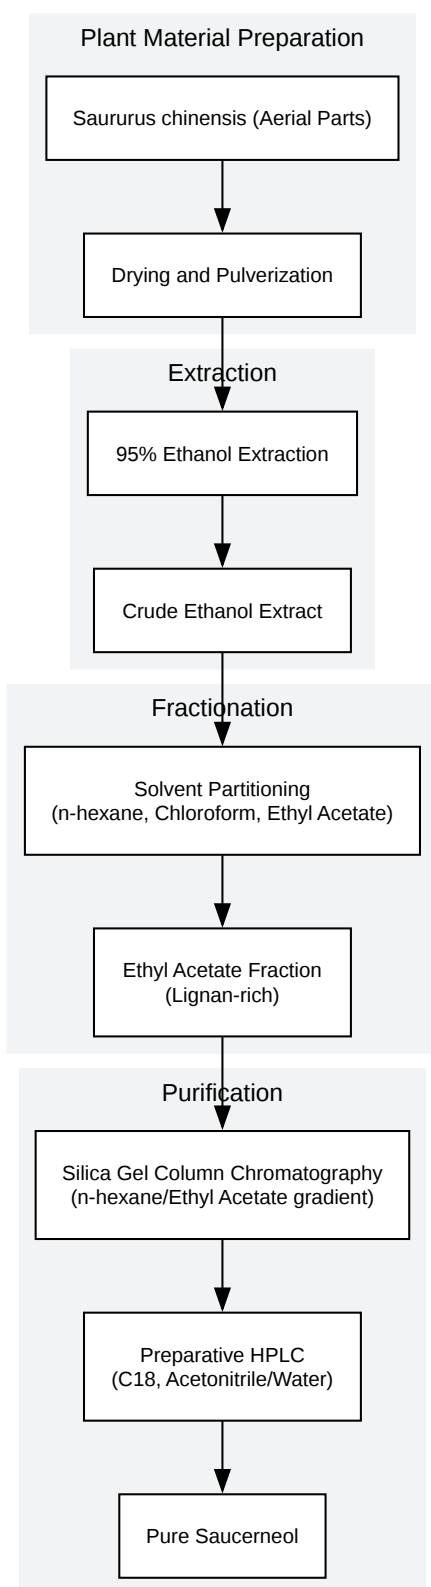 Plant Material Preparation
Saururus chinensis (Aerial Parts)
Drying and Pulverization
Extraction
95% Ethanol Extraction
Crude Ethanol Extract
Fractionation
Solvent Partitioning
(n-hexane, Chloroform, Ethyl Acetate)
Ethyl Acetate Fraction
(Lignan-rich)
Purification
Silica Gel Column Chromatography
(n-hexane/Ethyl Acetate gradient)
Preparative HPLC
(C18, Acetonitrile/Water)
Pure Saucerneol